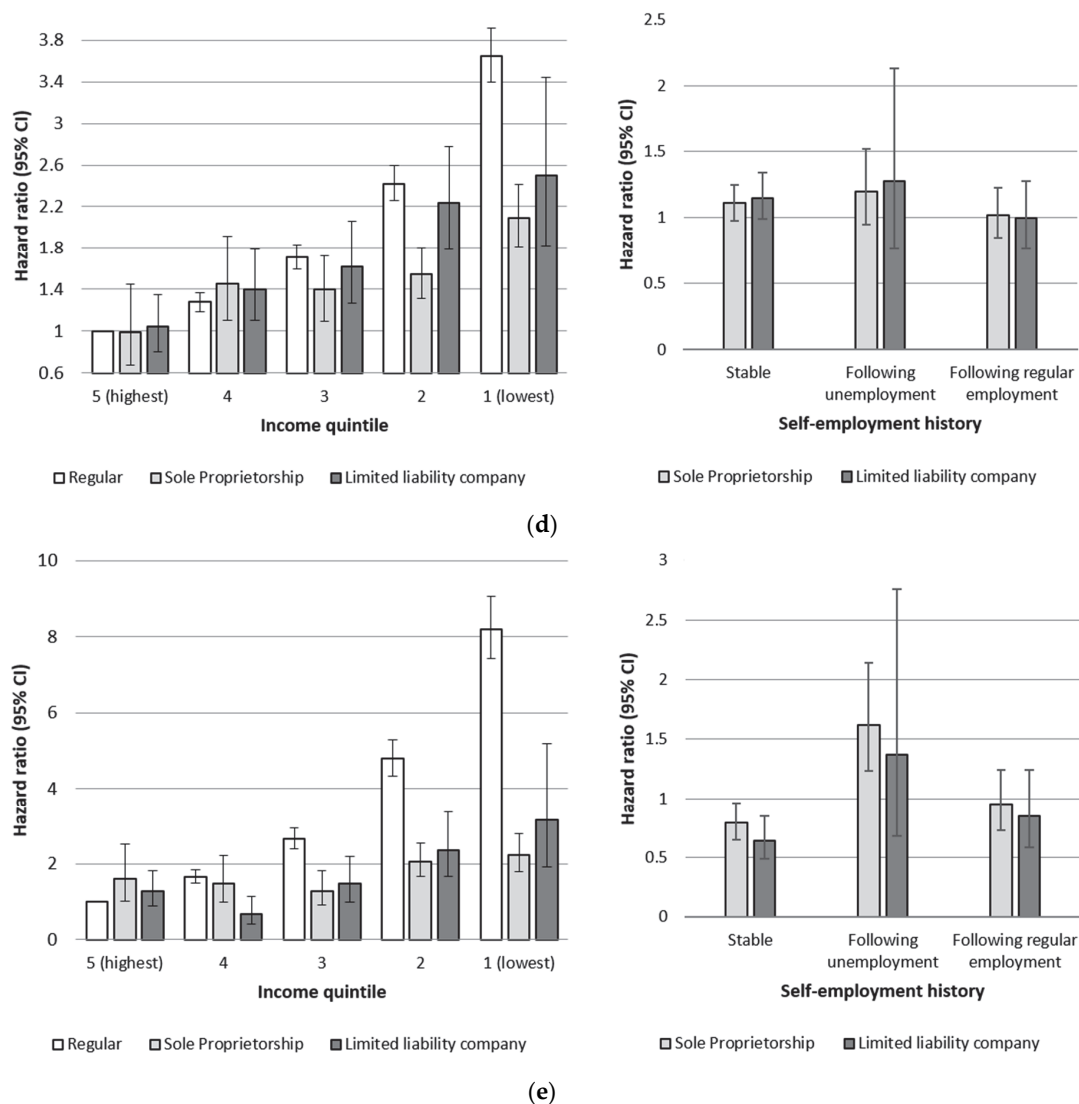 3.8
3.4
3
2.6
2.2
1.8
1.4
1
0.6
Hazard ratio (95% CI)
5 (highest) 4 3 2 1 (lowest)
Income quintile
Regular Sole Proprietorship Limited liability company
2.5
2
1.5
1
0.5
0
Hazard ratio (95% CI)
Stable Following unemployment Following regular employment
Self-employment history
Sole Proprietorship Limited liability company
(d)
10
8
6
4
2
0
Hazard ratio (95% CI)
5 (highest) 4 3 2 1 (lowest)
Income quintile
Regular Sole Proprietorship Limited liability company
3
2.5
2
1.5
1
0.5
0
Hazard ratio (95% CI)
Stable Following unemployment Following regular employment
Self-employment history
Sole Proprietorship Limited liability company
(e)